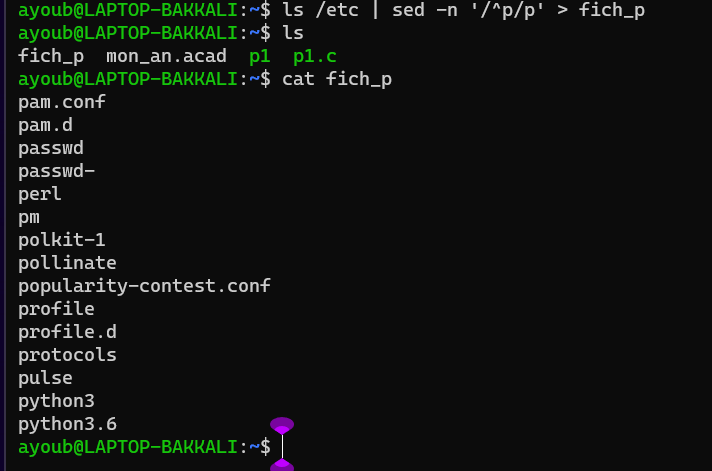 ayoub@LAPTOP-BAKKALI:~$ ls /etc | sed -n '/^p/p' > fich_p
ayoub@LAPTOP-BAKKALI:~$ ls
fich_p  mon_an.acad  p1  p1.c
ayoub@LAPTOP-BAKKALI:~$ cat fich_p
pam.conf
pam.d
passwd
passwd-
perl
pm
polkit-1
pollinate
popularity-contest.conf
profile
profile.d
protocols
pulse
python3
python3.6
ayoub@LAPTOP-BAKKALI:~$